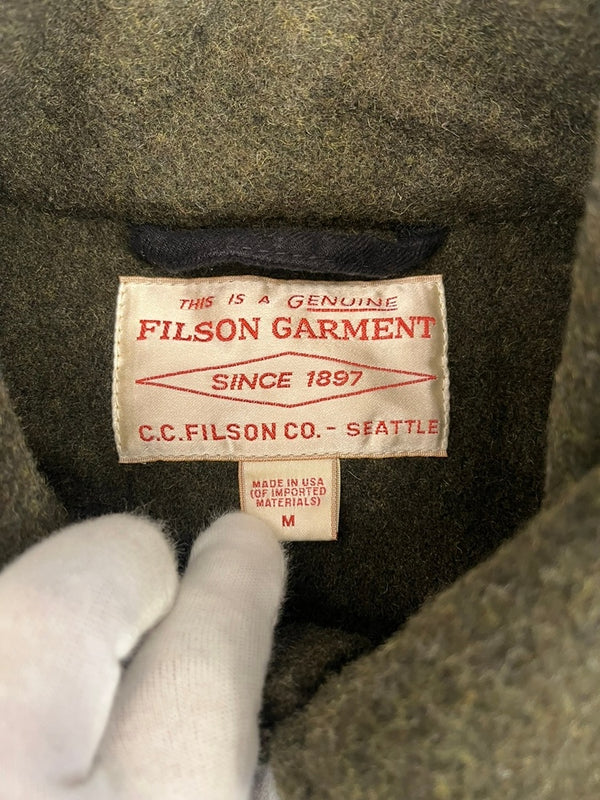 THIS IS A GENUINE
FILSON GARMENT
SINCE 1897
C.C.FILSON CO. - SEATTLE
MADE IN USA
(OF IMPORTED
MATERIALS)
M